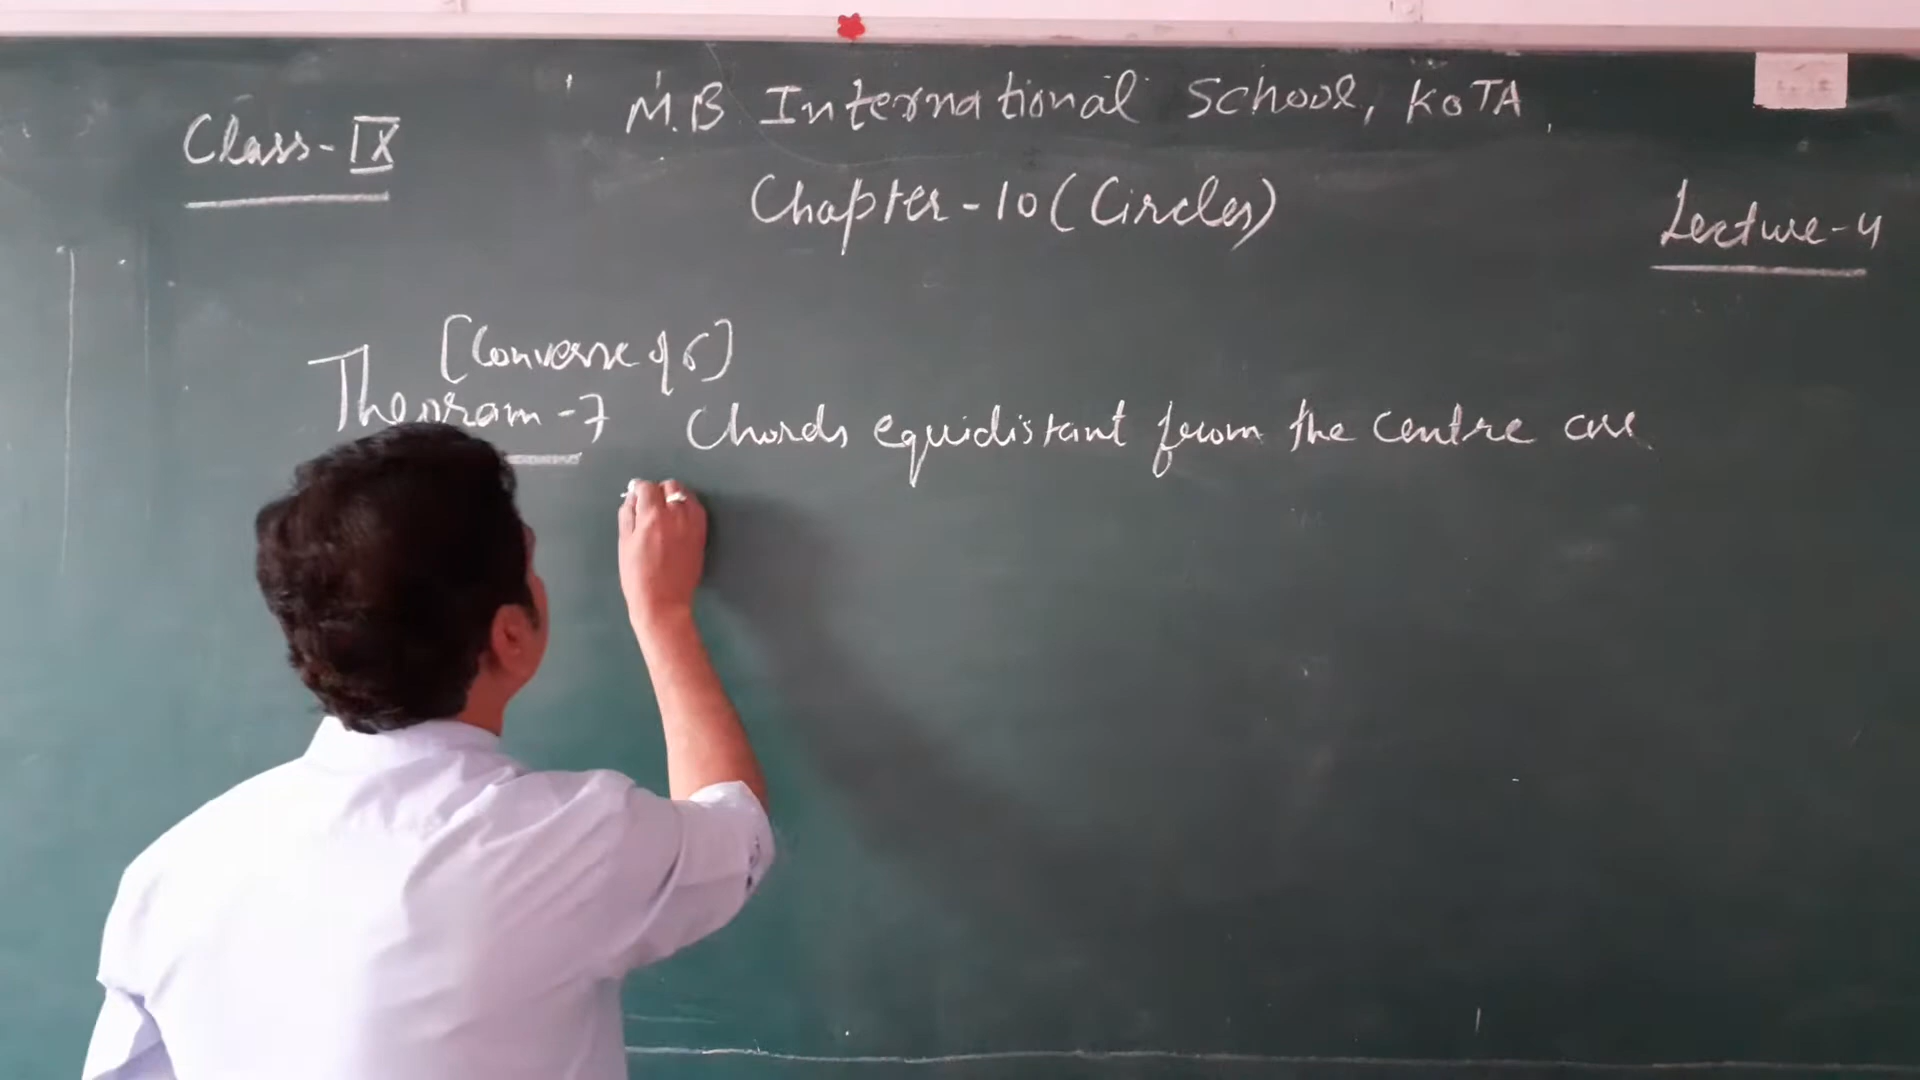 M.B International School, KOTA
Class-IX
Chapter-10 (Circles)
Lecture-4
[Converse of 6]
Theoram-7 Chords equidistant from the centre are